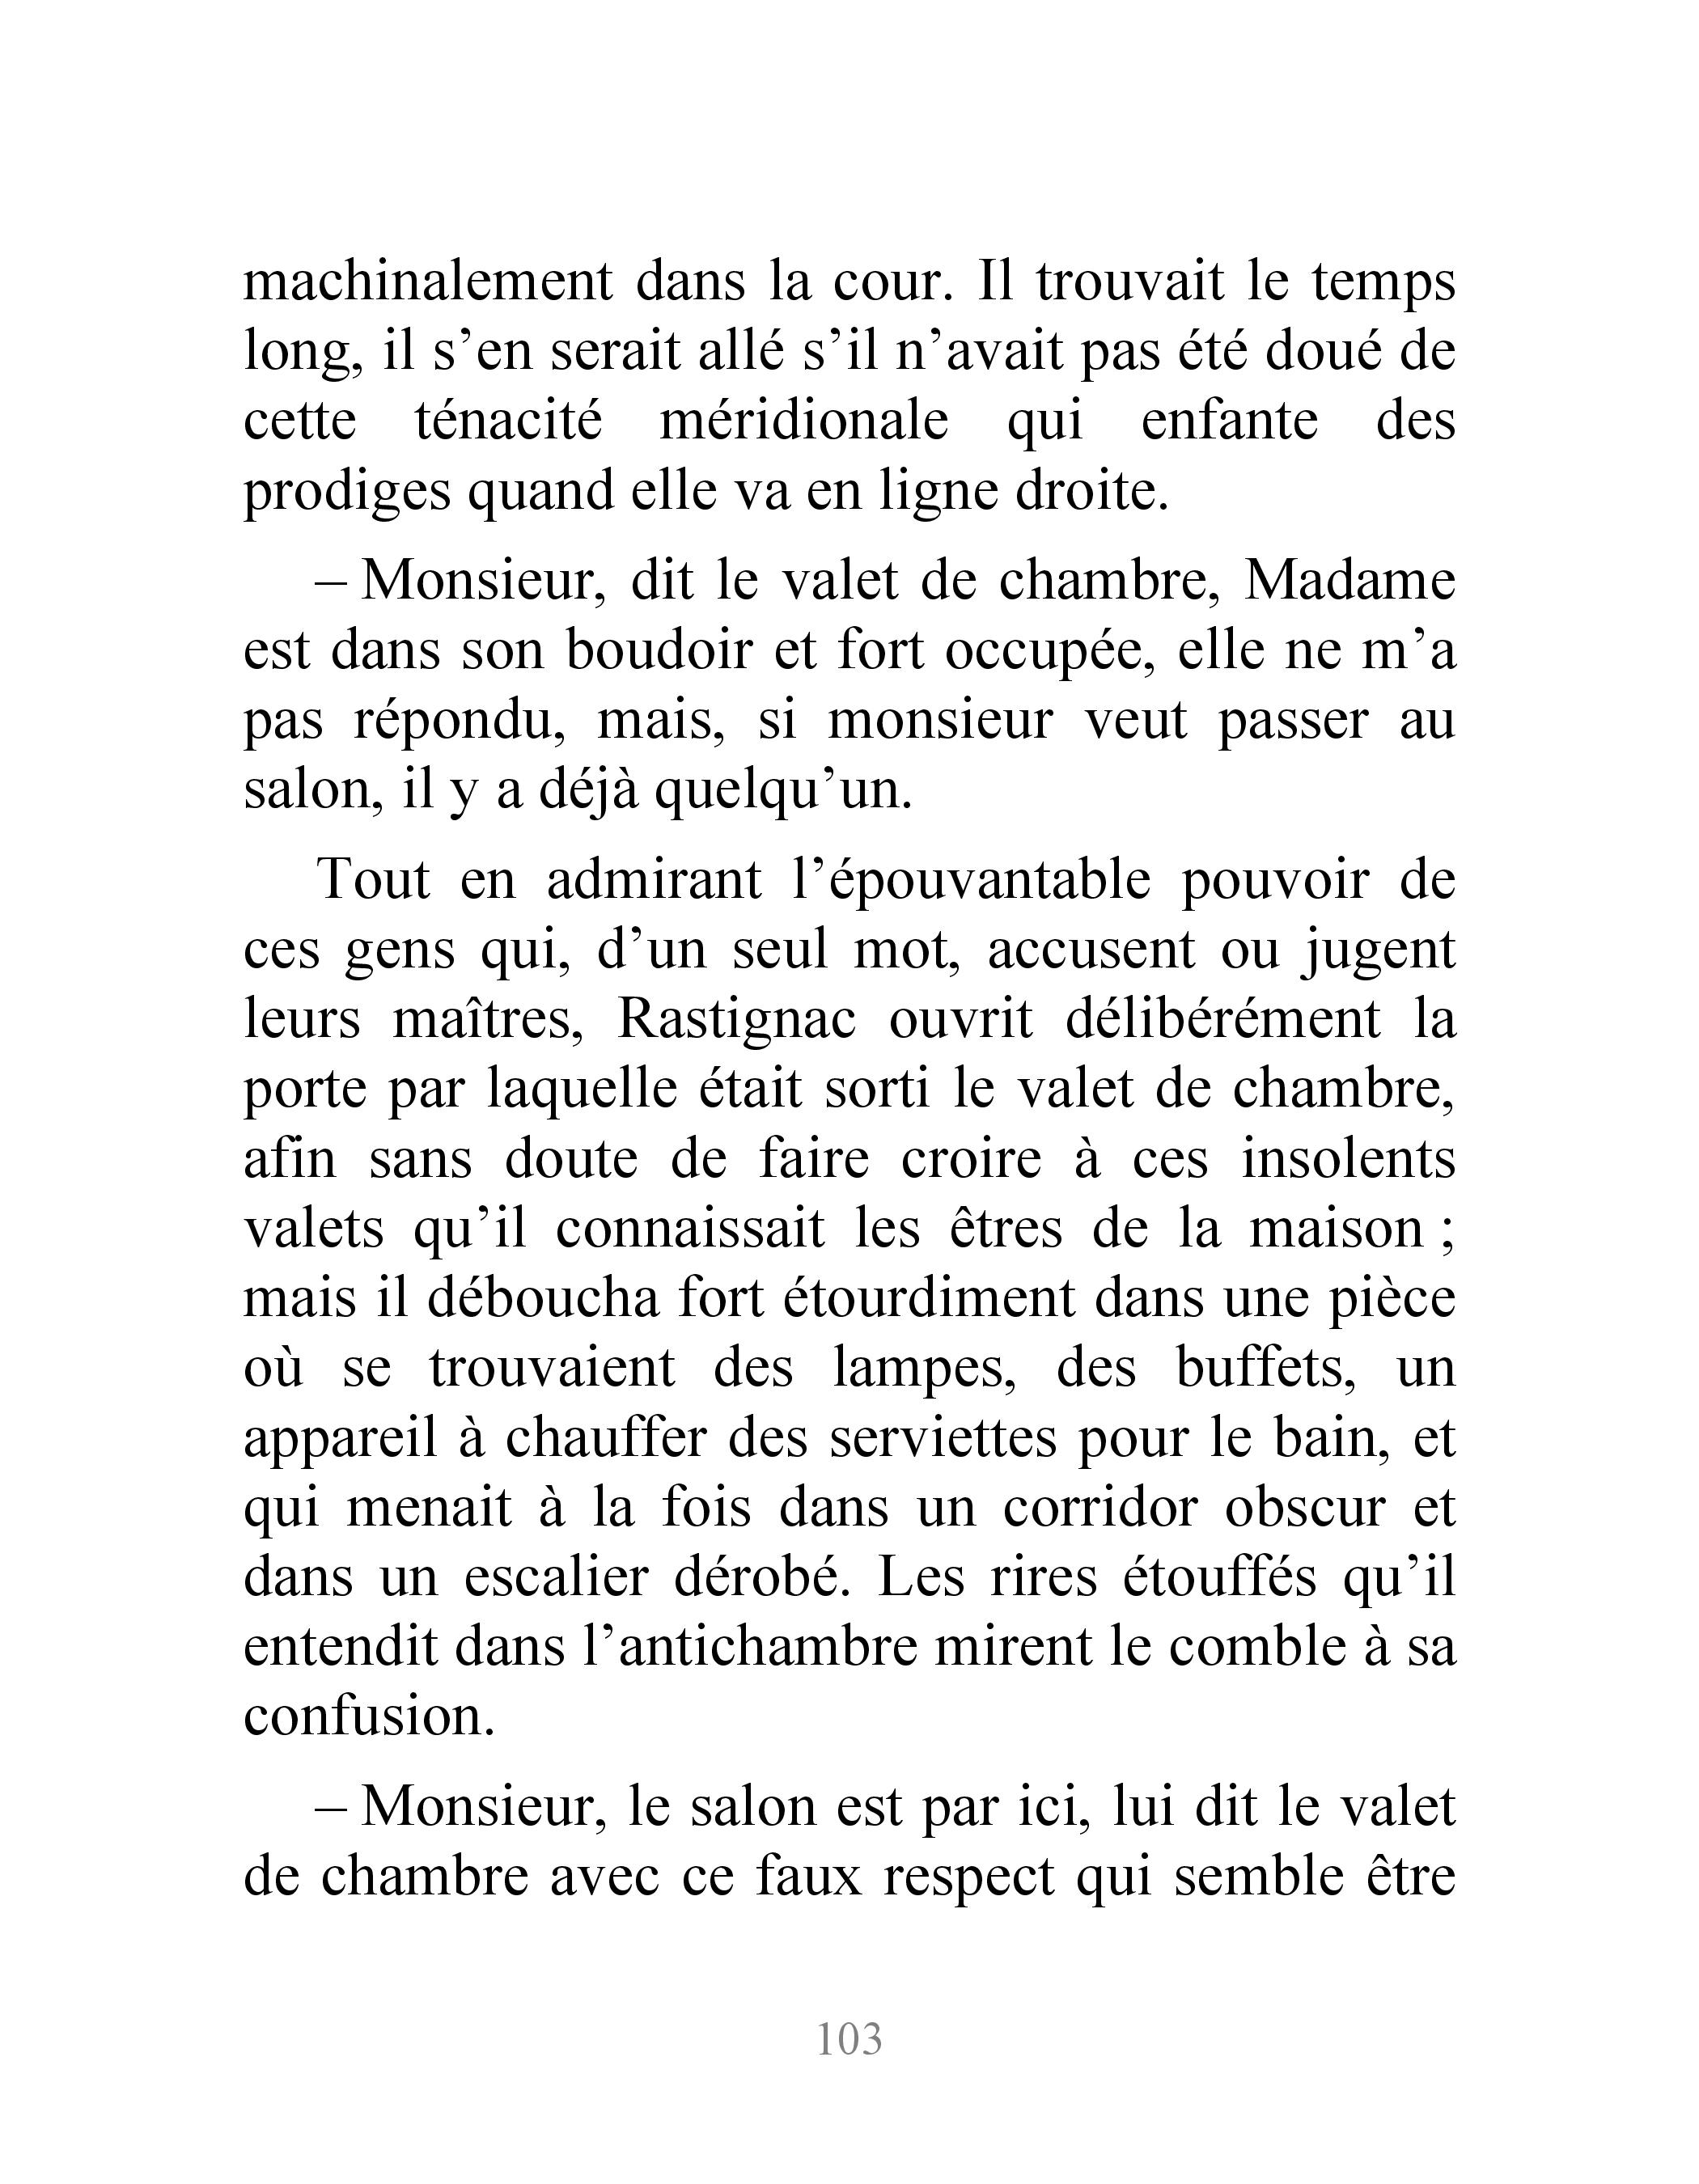 machinalement dans la cour. Il trouvait le temps
long, il s’en serait allé s’il n’avait pas été doué de
cette ténacité méridionale qui enfante des
prodiges quand elle va en ligne droite.
– Monsieur, dit le valet de chambre, Madame
est dans son boudoir et fort occupée, elle ne m’a
pas répondu, mais, si monsieur veut passer au
salon, il y a déjà quelqu’un.
Tout en admirant l’épouvantable pouvoir de
ces gens qui, d’un seul mot, accusent ou jugent
leurs maîtres, Rastignac ouvrit délibérément la
porte par laquelle était sorti le valet de chambre,
afin sans doute de faire croire à ces insolents
valets qu’il connaissait les êtres de la maison ;
mais il déboucha fort étourdiment dans une pièce
où se trouvaient des lampes, des buffets, un
appareil à chauffer des serviettes pour le bain, et
qui menait à la fois dans un corridor obscur et
dans un escalier dérobé. Les rires étouffés qu’il
entendit dans l’antichambre mirent le comble à sa
confusion.
– Monsieur, le salon est par ici, lui dit le valet
de chambre avec ce faux respect qui semble être
103